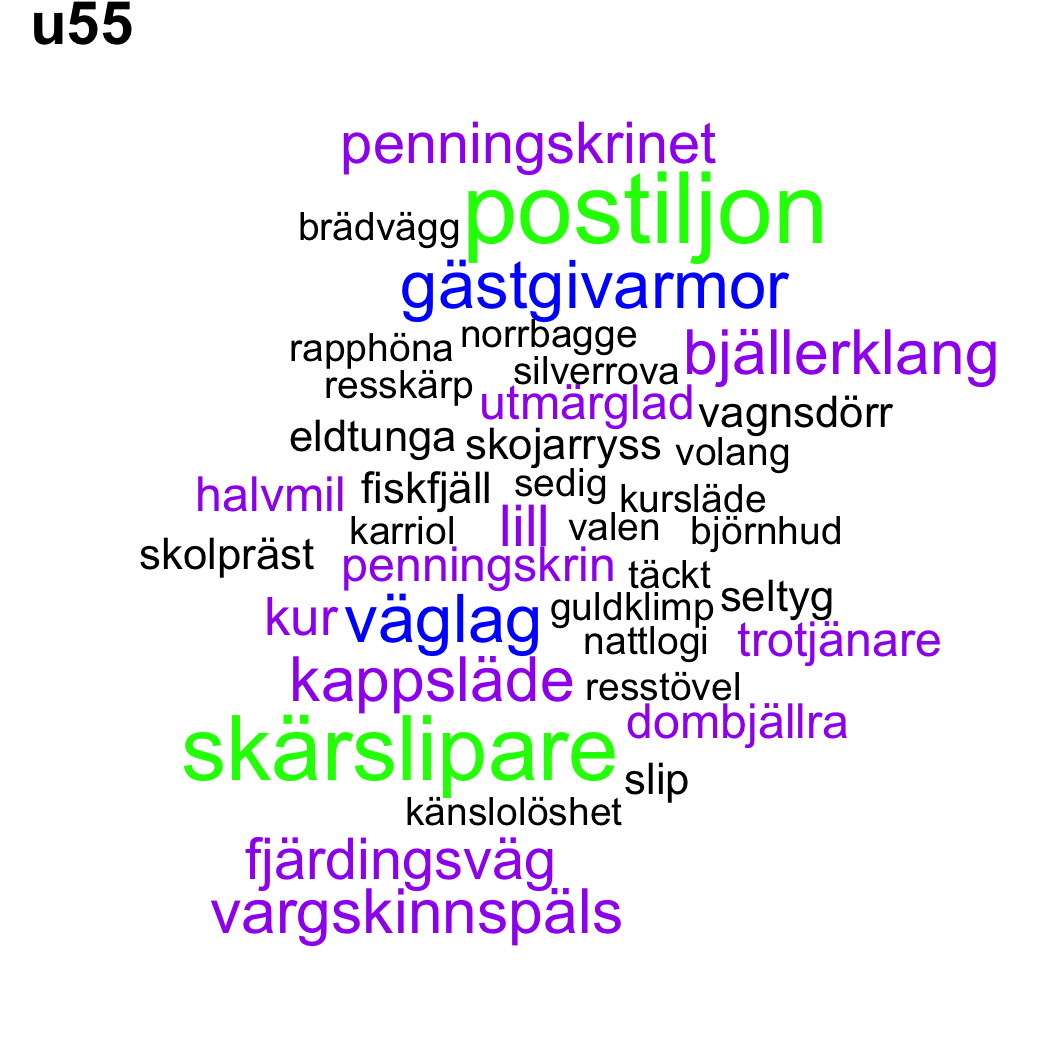 u55
penningskrinet
postiljon
brädvägg
gästgivarmor
norrbagge
rapphöna
bjällerklang
silverrova
resskärp
utmärglad
vagnsdörr
eldtunga
skojarryss
volang
halvmil
fiskfjäll
sedig
kursläde
karriol
lill
valen
björnhud
skolpräst
penningskrin
täckt
seltyg
guldklimp
kur
väglag
nattlogi
trotjänare
kappsläde
resstövel
dombjällra
skärslipare
slip
känslolöshet
fjärdingsväg
vargskinnspäls